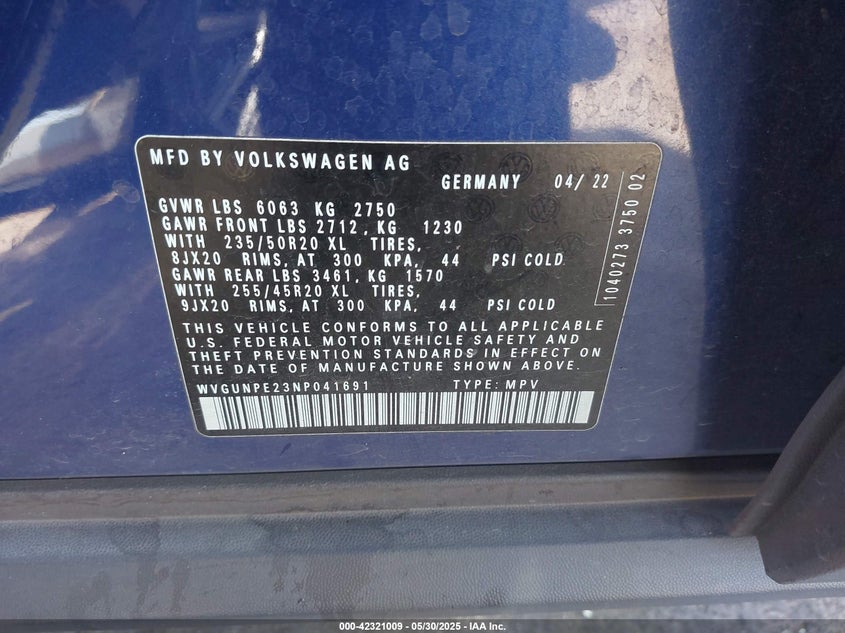 MFD BY VOLKSWAGEN AG
GERMANY 04/ 22
GVWR LBS 6063 KG 2750
GAWR FRONT LBS 2712 , KG 1230
WITH 235/50R20 XL TIRES,
8JX20 RIMS, AT 300 KPA, 44 PSI COLD
GAWR REAR LBS 3461, KG 1570
WITH 255/45R20 XL TIRES,
9JX20 RIMS, AT 300 KPA, 44 PSI COLD
1040273 3750 02
THIS VEHICLE CONFORMS TO ALL APPLICABLE
U.S. FEDERAL MOTOR VEHICLE SAFETY AND
THEFT PREVENTION STANDARDS IN EFFECT ON
THE DATE OF MANUFACTURE SHOWN ABOVE.
WVGUNPE23NP041691 TYPE: MPV
000-42321009 - 05/30/2025 - IAA Inc.